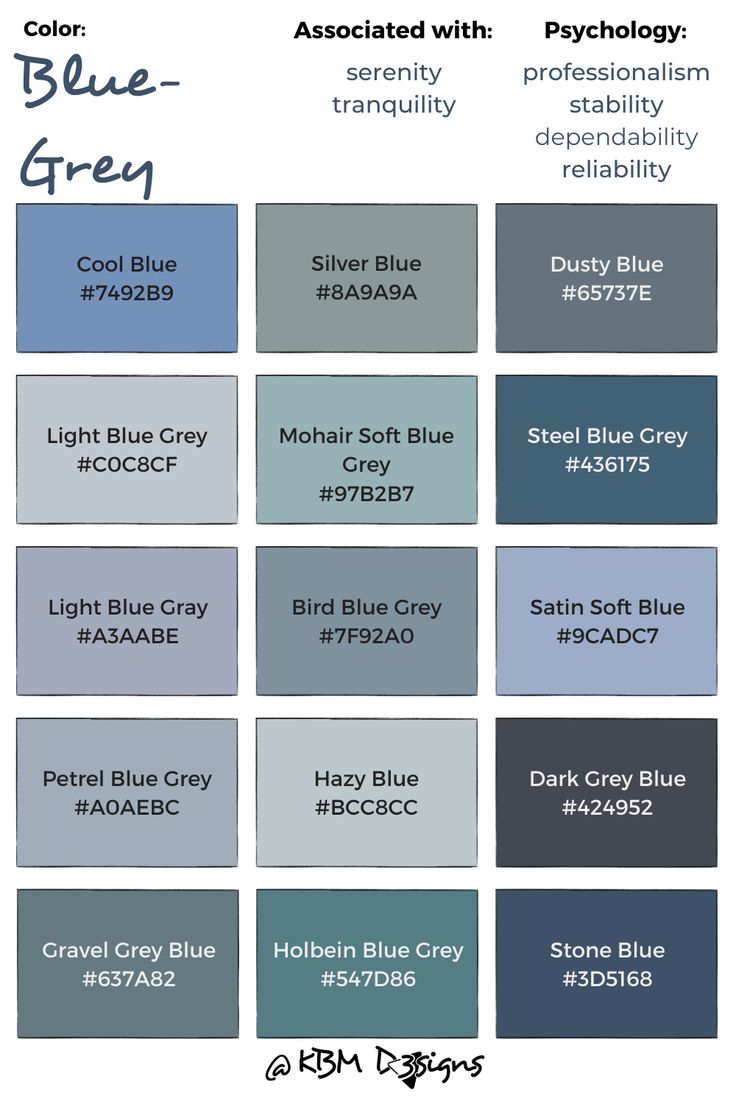 Color:
Blue-
Grey
Associated with:
serenity
tranquility
Psychology:
professionalism
stability
dependability
reliability
Cool Blue
#7492B9
Silver Blue
#8A9A9A
Dusty Blue
#65737E
Light Blue Grey
#C0C8CF
Mohair Soft Blue
Grey
#97B2B7
Steel Blue Grey
#436175
Light Blue Gray
#A3AABE
Bird Blue Grey
#7F92A0
Satin Soft Blue
#9CADC7
Petrel Blue Grey
#A0AEBC
Hazy Blue
#BCC8CC
Dark Grey Blue
#424952
Gravel Grey Blue
#637A82
Holbein Blue Grey
#547D86
Stone Blue
#3D5168
@KBM D3signs